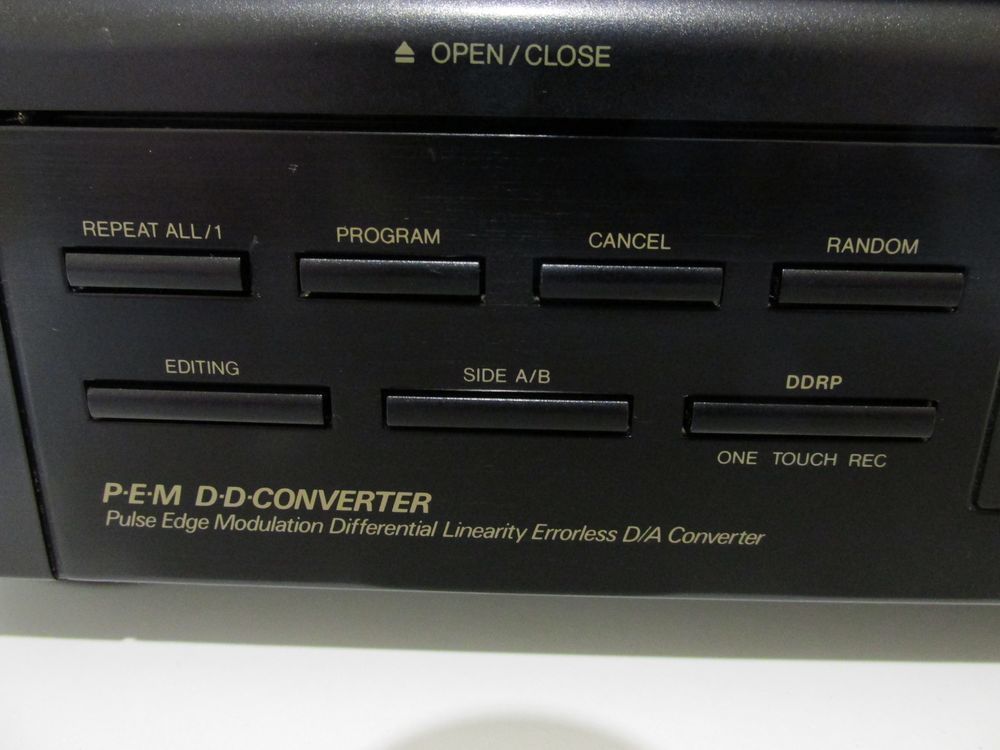 ⏏ OPEN/CLOSE
REPEAT ALL/1 PROGRAM CANCEL RANDOM
EDITING SIDE A/B DDRP
ONE TOUCH REC
P·E·M D·D·CONVERTER
Pulse Edge Modulation Differential Linearity Errorless D/A Converter